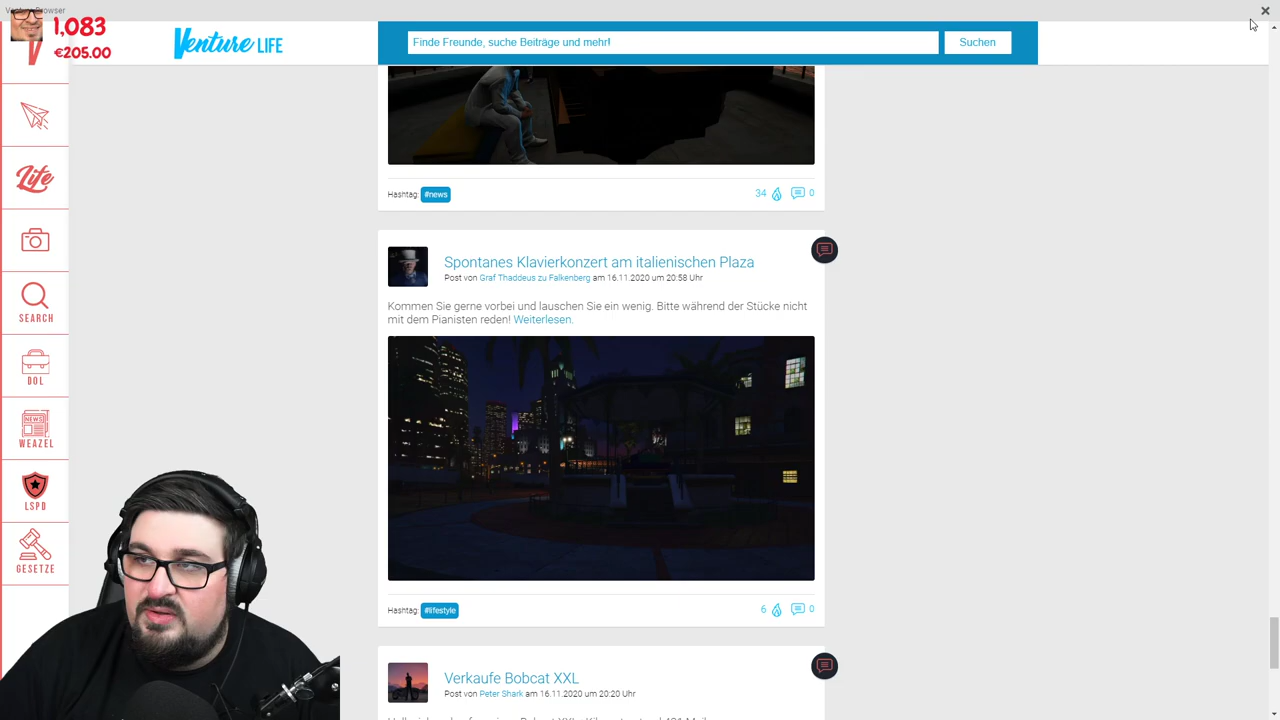 1,083
€205.00
Venture LIFE
Finde Freunde, suche Beiträge und mehr!
Suchen
Life
SEARCH
DOL
NEWS
WEAZEL
LSPD
GESETZE
Hashtag: #news
34
0
Spontanes Klavierkonzert am italienischen Plaza
Post von Graf Thaddeus zu Falkenberg am 16.11.2020 um 20:58 Uhr
Kommen Sie gerne vorbei und lauschen Sie ein wenig. Bitte während der Stücke nicht
mit dem Pianisten reden! Weiterlesen.
Hashtag: #lifestyle
6
0
Verkaufe Bobcat XXL
Post von Peter Shark am 16.11.2020 um 20:20 Uhr